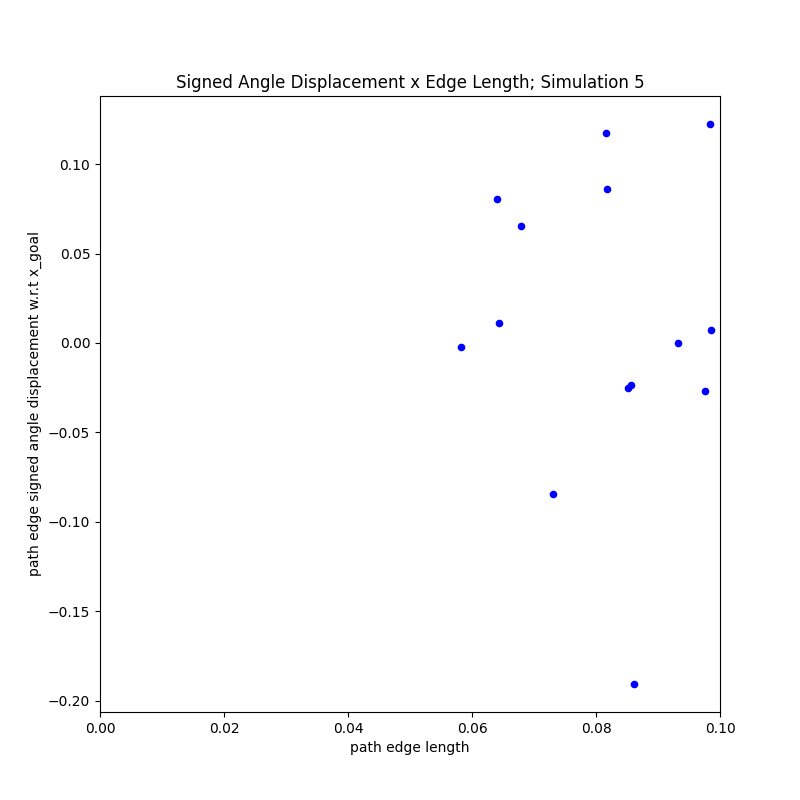 Signed Angle Displacement x Edge Length; Simulation 5
path edge signed angle displacement w.r.t x_goal
0.10
0.05
0.00
−0.05
−0.10
−0.15
−0.20
0.00 0.02 0.04 0.06 0.08 0.10
path edge length